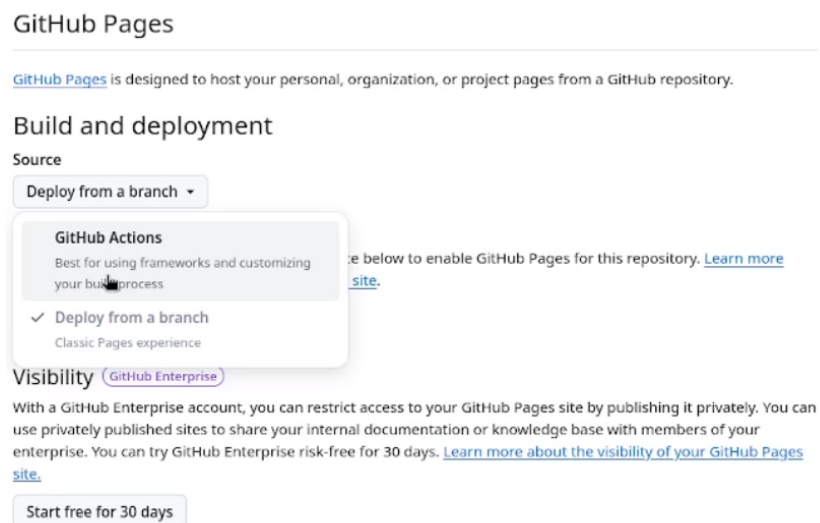 GitHub Pages
GitHub Pages is designed to host your personal, organization, or project pages from a GitHub repository.
Build and deployment
Source
Deploy from a branch
GitHub Actions
Best for using frameworks and customizing
your process
ce below to enable GitHub Pages for this repository. Learn more
site.
Deploy from a branch
Classic Pages experience
Visibility GitHub Enterprise
With a GitHub Enterprise account, you can restrict access to your GitHub Pages site by publishing it privately. You can
use privately published sites to share your internal documentation or knowledge base with members of your
enterprise. You can try GitHub Enterprise risk-free for 30 days. Learn more about the visibility of your GitHub Pages
site.
Start free for 30 days